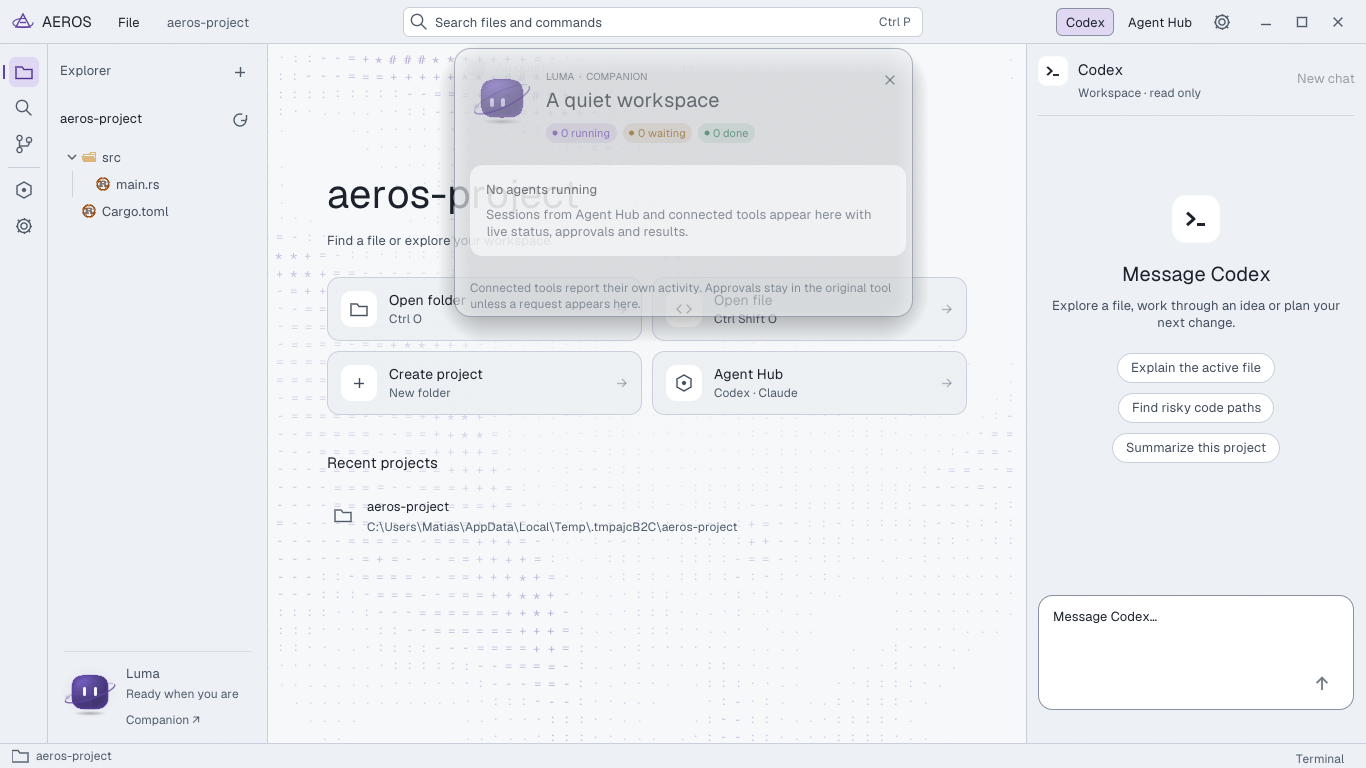 AEROS File aeros-project Search files and commands Ctrl P Codex Agent Hub
Explorer
aeros-project
src
main.rs
Cargo.toml
Luma
Ready when you are
Companion ↗
LUMA · COMPANION
A quiet workspace
0 running 0 waiting 0 done
No agents running
Sessions from Agent Hub and connected tools appear here with
live status, approvals and results.
Connected tools report their own activity. Approvals stay in the original tool
unless a request appears here.
aeros-project
Find a file or explore your workspace.
Open folder
Ctrl O
Open file
Ctrl Shift O
Create project
New folder
Agent Hub
Codex · Claude
Recent projects
aeros-project
C:\Users\Matias\AppData\Local\Temp\.tmpajcB2C\aeros-project
Codex
Workspace · read only
New chat
Message Codex
Explore a file, work through an idea or plan your
next change.
Explain the active file
Find risky code paths
Summarize this project
Message Codex…
aeros-project
Terminal